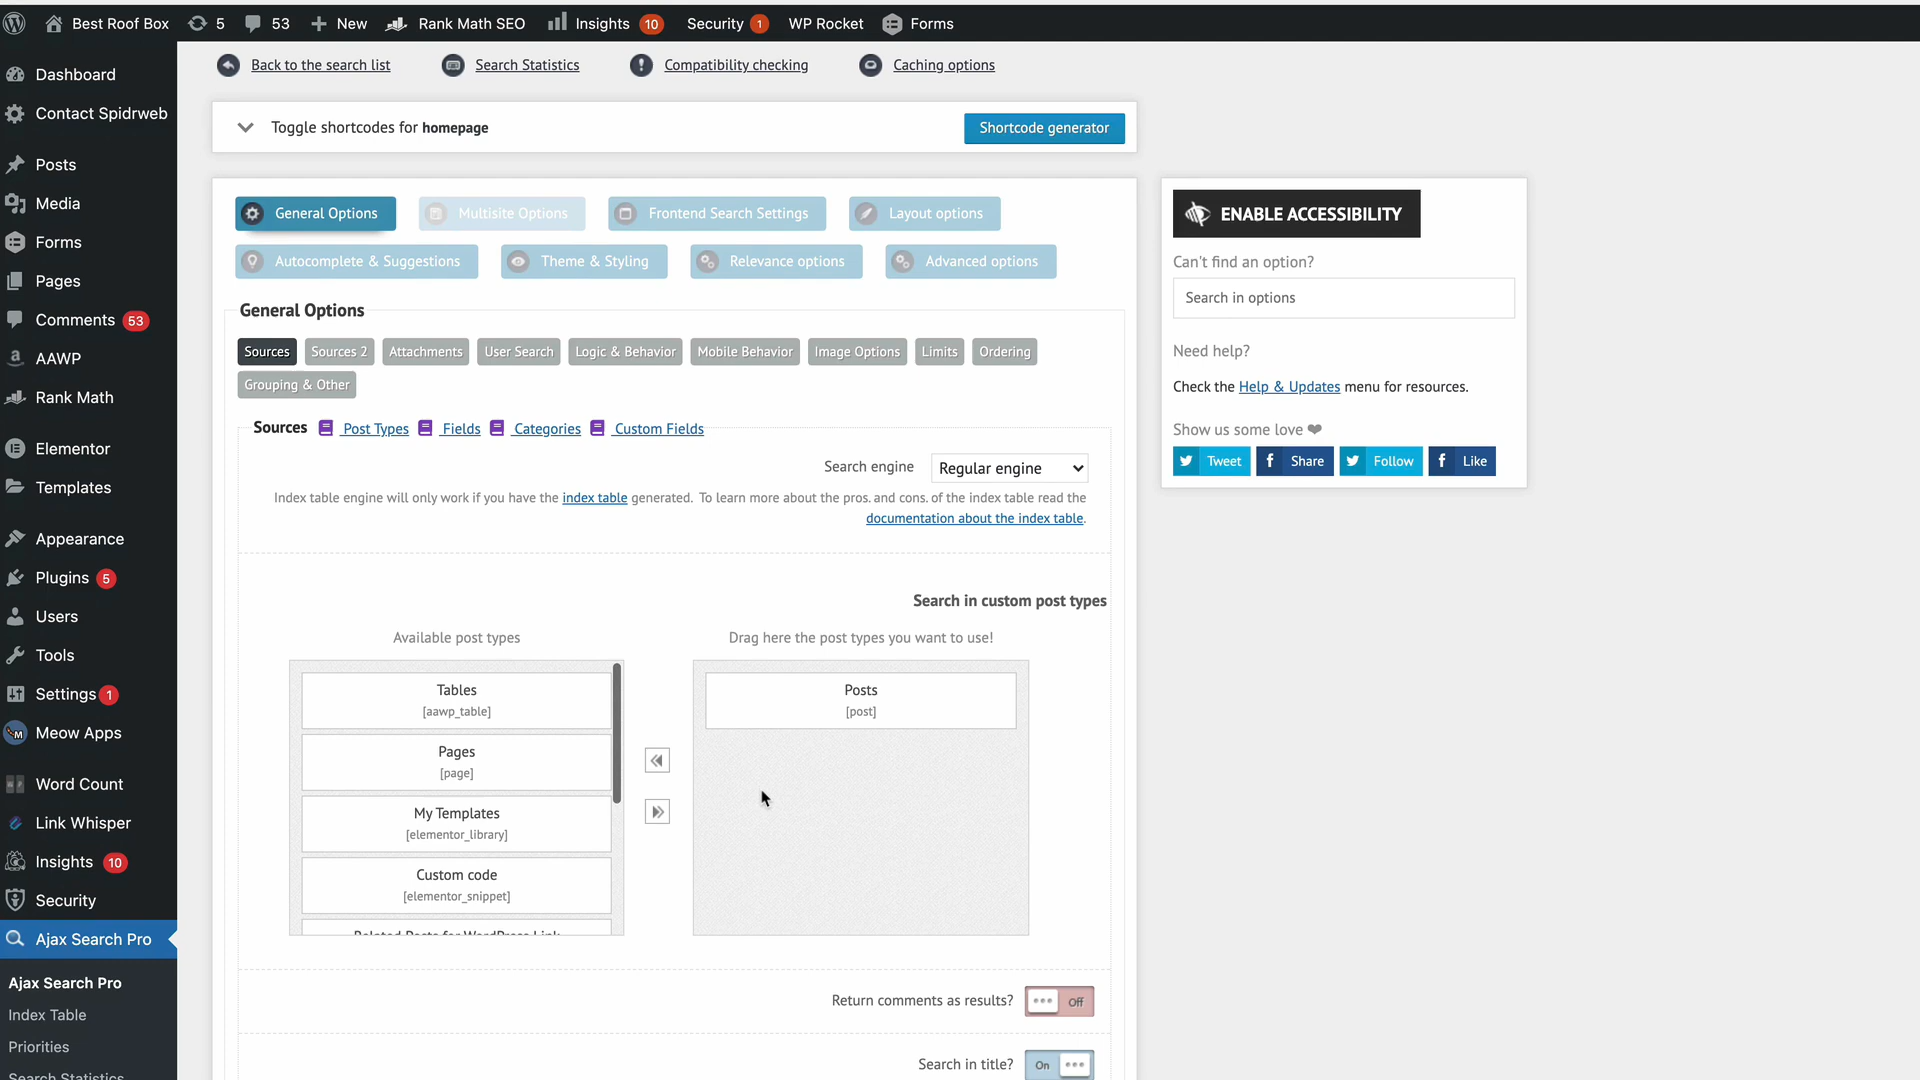 Best Roof Box 5 53 New Rank Math SEO Insights 10 Security 1 WP Rocket Forms
Dashboard
Contact Spidrweb
Posts
Media
Forms
Pages
Comments 53
AAWP
Rank Math
Elementor
Templates
Appearance
Plugins 5
Users
Tools
Settings 1
Meow Apps
Word Count
Link Whisper
Insights 10
Security
Ajax Search Pro
Ajax Search Pro
Index Table
Priorities
Search Statistics
Back to the search list Search Statistics Compatibility checking Caching options
Toggle shortcodes for homepage Shortcode generator
General Options Multisite Options Frontend Search Settings Layout options
Autocomplete & Suggestions Theme & Styling Relevance options Advanced options
General Options
Sources Sources 2 Attachments User Search Logic & Behavior Mobile Behavior Image Options Limits Ordering
Grouping & Other
Sources Post Types Fields Categories Custom Fields
Search engine Regular engine
Index table engine will only work if you have the index table generated. To learn more about the pros. and cons. of the index table read the
documentation about the index table.
Search in custom post types
Available post types Drag here the post types you want to use!
Tables
[aawp_table]
Pages
[page]
My Templates
[elementor_library]
Custom code
[elementor_snippet]
Related Posts for WordPress Link
Posts
[post]
Return comments as results? Off
Search in title? On
ENABLE ACCESSIBILITY
Can't find an option?
Search in options
Need help?
Check the Help & Updates menu for resources.
Show us some love ❤
Tweet Share Follow Like